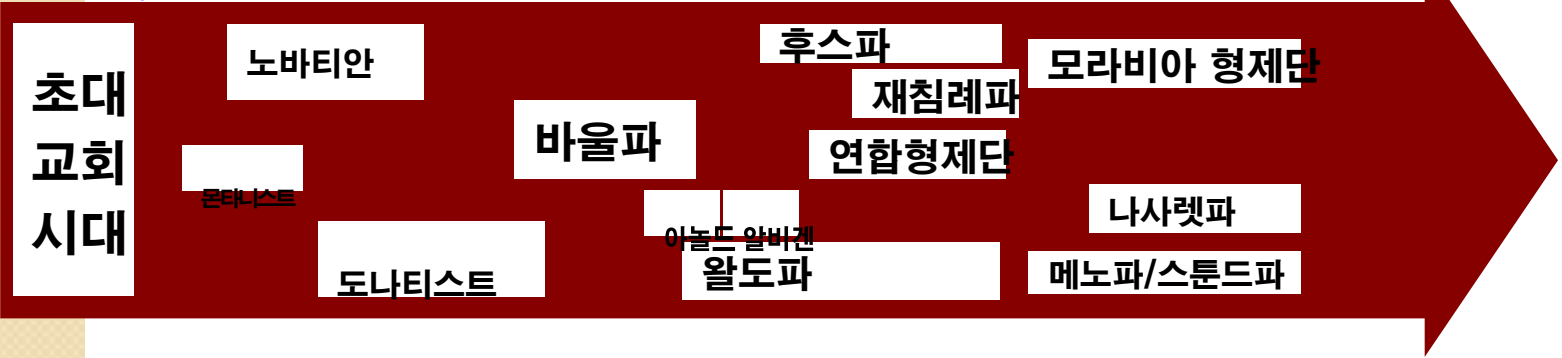 초대
교회
시대
노바티안
몬타니스트
도나티스트
바울파
아놀드 알비겐
왈도파
후스파
재침례파
연합형제단
모라비아 형제단
나사렛파
메노파/스툰드파